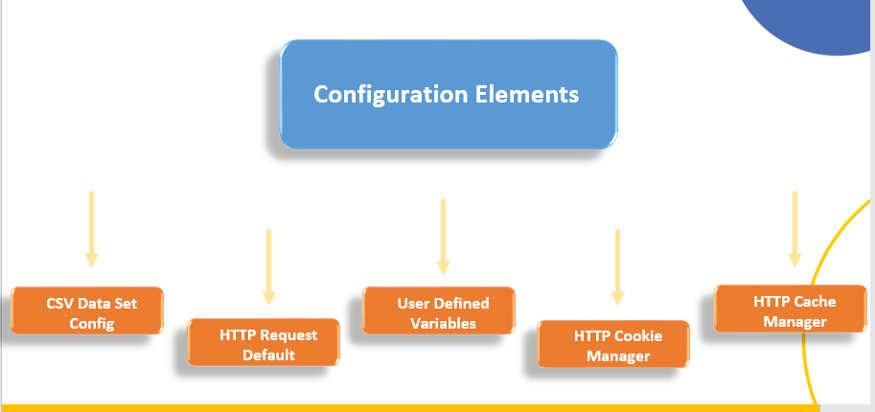 Configuration Elements
CSV Data Set
Config
HTTP Request
Default
User Defined
Variables
HTTP Cookie
Manager
HTTP Cache
Manager